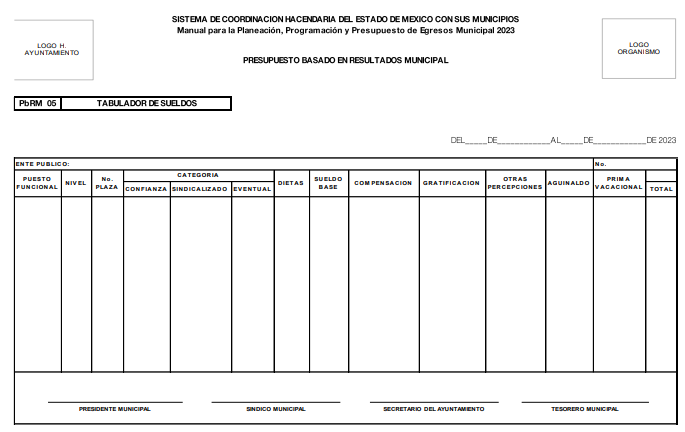 SISTEMA DE COORDINACION HACENDARIA DEL ESTADO DE MEXICO CON SUS MUNICIPIOS
Manual para la Planeación, Programación y Presupuesto de Egresos Municipal 2023
LOGO H.
AYUNTAMIENTO
LOGO
ORGANISMO
PRESUPUESTO BASADO EN RESULTADOS MUNICIPAL
PbRM 05 TABULADOR DE SUELDOS
DEL_____DE____________AL_____DE____________DE 2023
ENTE PUBLICO: No.
PUESTO
FUNCIONAL
NIVEL
No.
PLAZA
CATEGORIA
CONFIANZA SINDICALIZADO EVENTUAL
DIETAS
SUELDO
BASE
COMPENSACION
GRATIFICACION
OTRAS
PERCEPCIONES
AGUINALDO
PRIMA
VACACIONAL
TOTAL
PRESIDENTE MUNICIPAL SINDICO MUNICIPAL SECRETARIO DEL AYUNTAMIENTO TESORERO MUNICIPAL